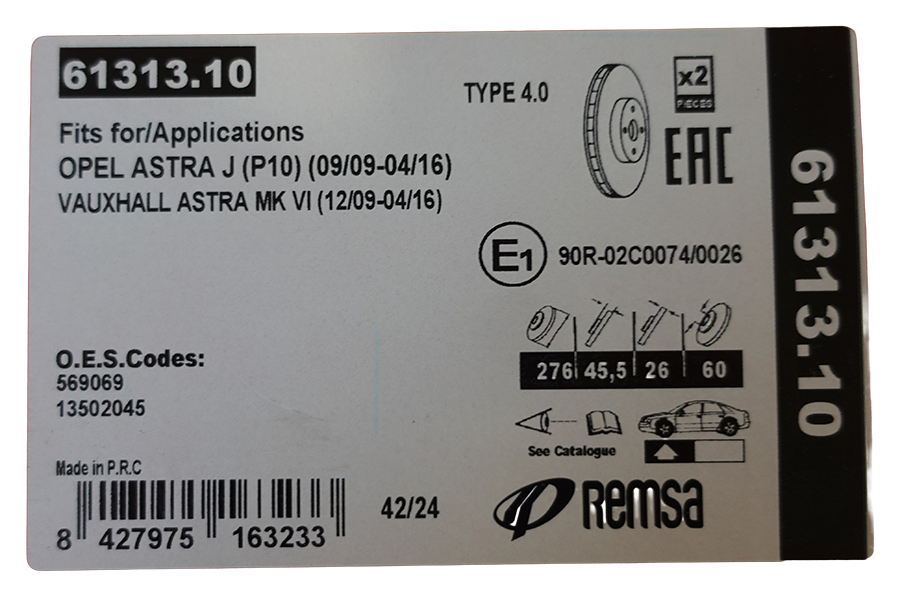 61313.10
TYPE 4.0
x2
PIECES
EAC
Fits for/Applications
OPEL ASTRA J (P10) (09/09-04/16)
VAUXHALL ASTRA MK VI (12/09-04/16)
E1 90R-02C0074/0026
276 45,5 26 60
O.E.S.Codes:
569069
13502045
See Catalogue
Made in P.R.C
8 427975 163233
42/24
Remsa
61313.10